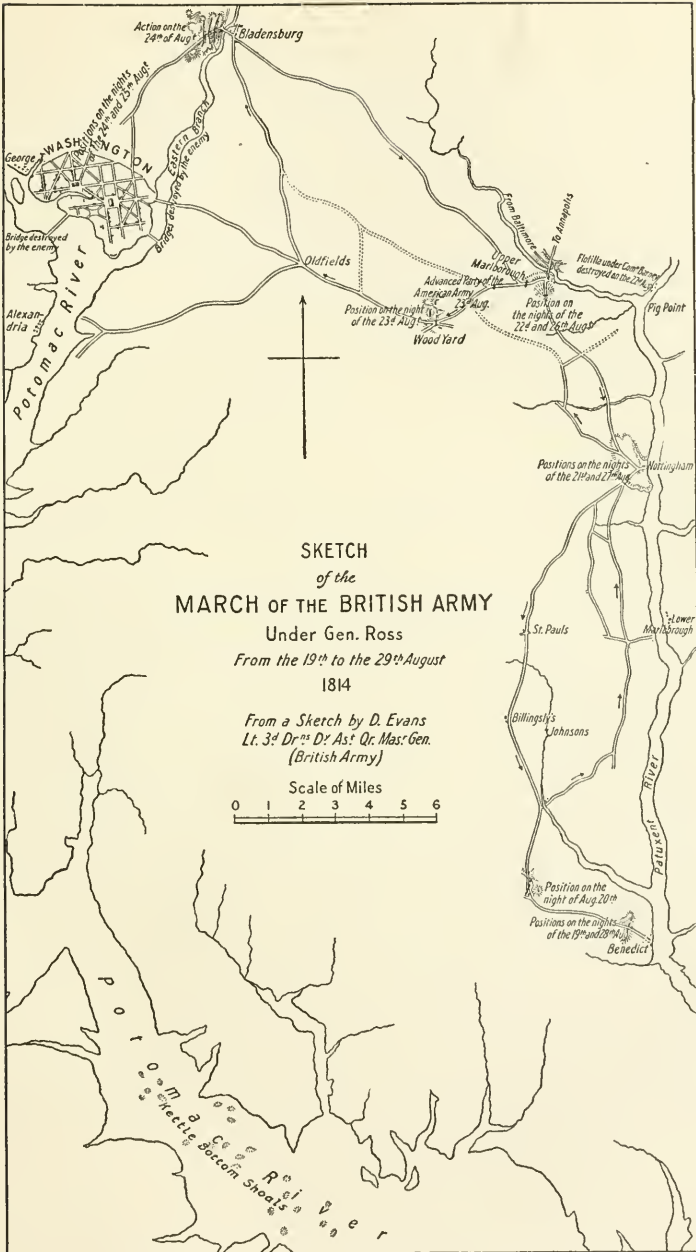 Action on the
24th of Augt
Bladensburg
Positions on the nights
of the 24th and 25th Augt
WASHINGTON
George
Eastern Branch
Bridges destroyed by the enemy
Bridge destroyed
by the enemy
Potomac River
Alexan-
dria
Oldfields
From Baltimore
To Annapolis
Upper
Marlborough
Flotilla under Comr Barney
destroyed on the 22d Augt
Advanced Party of the
American Army
23d Aug.
Position on the night
of the 23d Augt
Wood Yard
Position on
the nights of the
22d and 26th Augt
Pig Point
Positions on the nights
of the 21st and 27th Aug.
Nottingham
SKETCH
of the
MARCH OF THE BRITISH ARMY
Under Gen. Ross
From the 19th to the 29th August
1814
From a Sketch by D. Evans
Lt. 3d Drns Dy Ast Qr. Masr Gen.
(British Army)
Scale of Miles
0 1 2 3 4 5 6
St. Pauls
Lower
Marlborough
Billingsly's
Johnsons
Patuxent River
Position on the
night of Aug. 20th
Positions on the nights
of the 19th and 28th Aug.
Benedict
Potomac River
Kettle Bottom Shoals